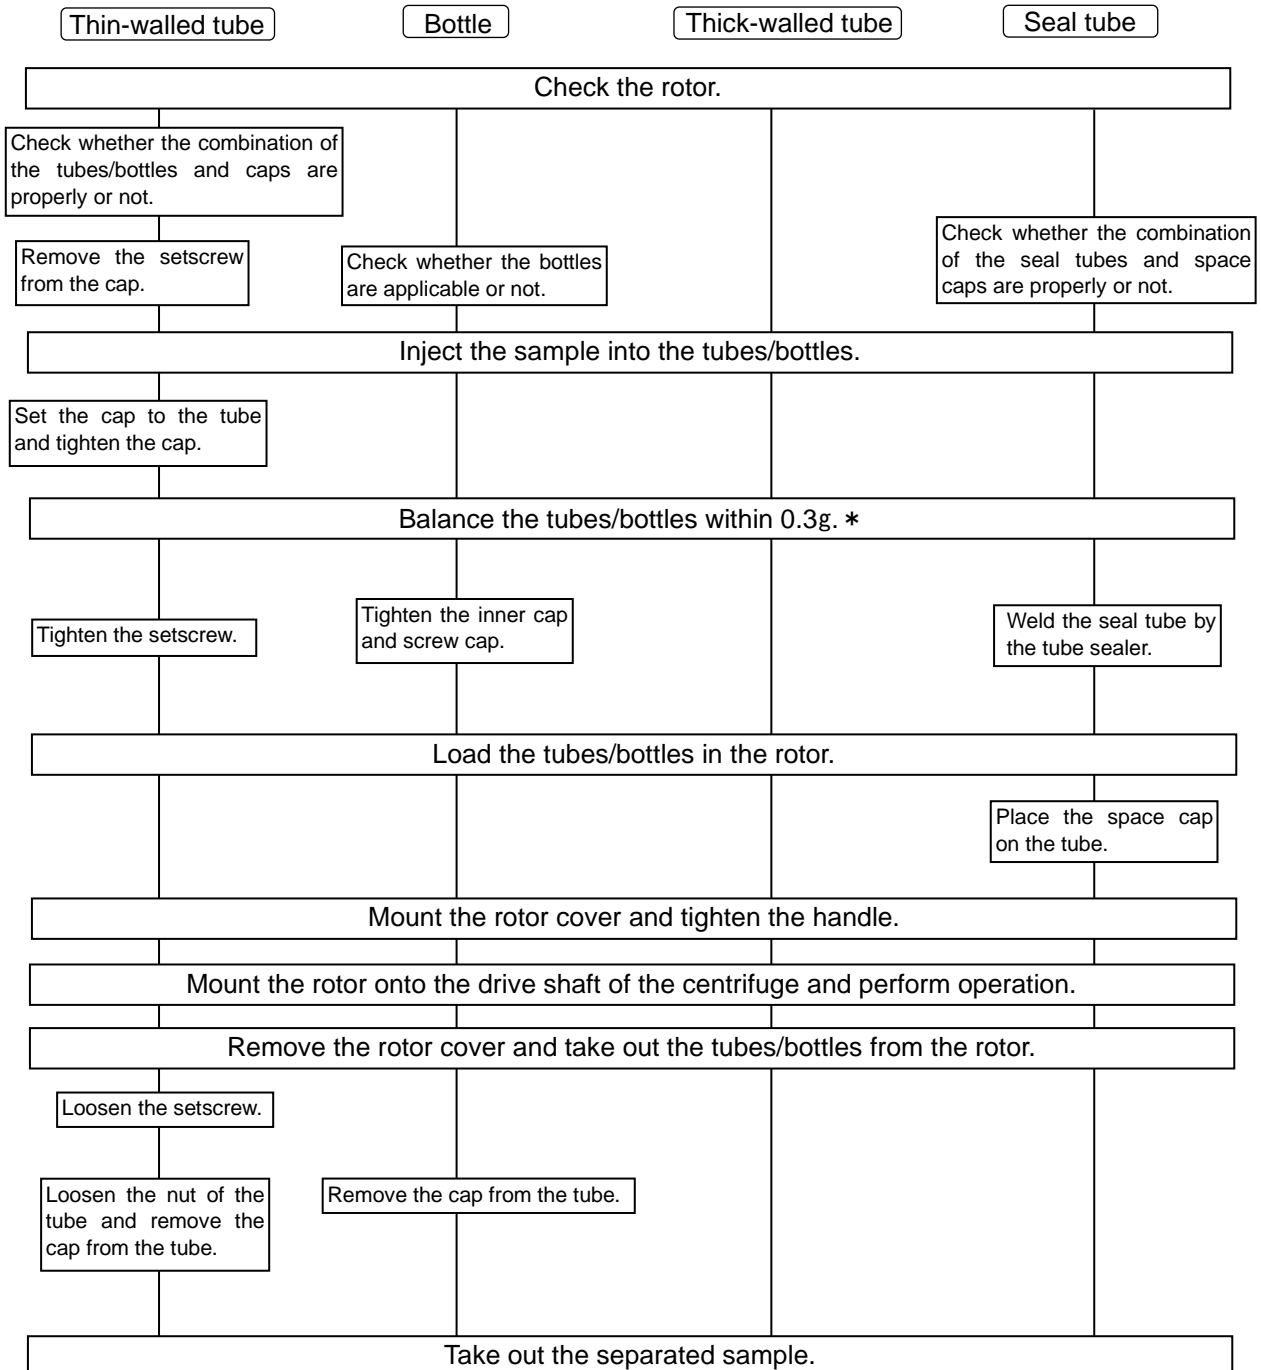 Thin-walled tube
Bottle
Thick-walled tube
Seal tube
Check the rotor.
Check whether the combination of
the tubes/bottles and caps are
properly or not.
Remove the setscrew
from the cap.
Check whether the bottles
are applicable or not.
Check whether the combination
of the seal tubes and space
caps are properly or not.
Inject the sample into the tubes/bottles.
Set the cap to the tube
and tighten the cap.
Balance the tubes/bottles within 0.3g. *
Tighten the setscrew.
Tighten the inner cap
and screw cap.
Weld the seal tube by
the tube sealer.
Load the tubes/bottles in the rotor.
Place the space cap
on the tube.
Mount the rotor cover and tighten the handle.
Mount the rotor onto the drive shaft of the centrifuge and perform operation.
Remove the rotor cover and take out the tubes/bottles from the rotor.
Loosen the setscrew.
Loosen the nut of the
tube and remove the
cap from the tube.
Remove the cap from the tube.
Take out the separated sample.